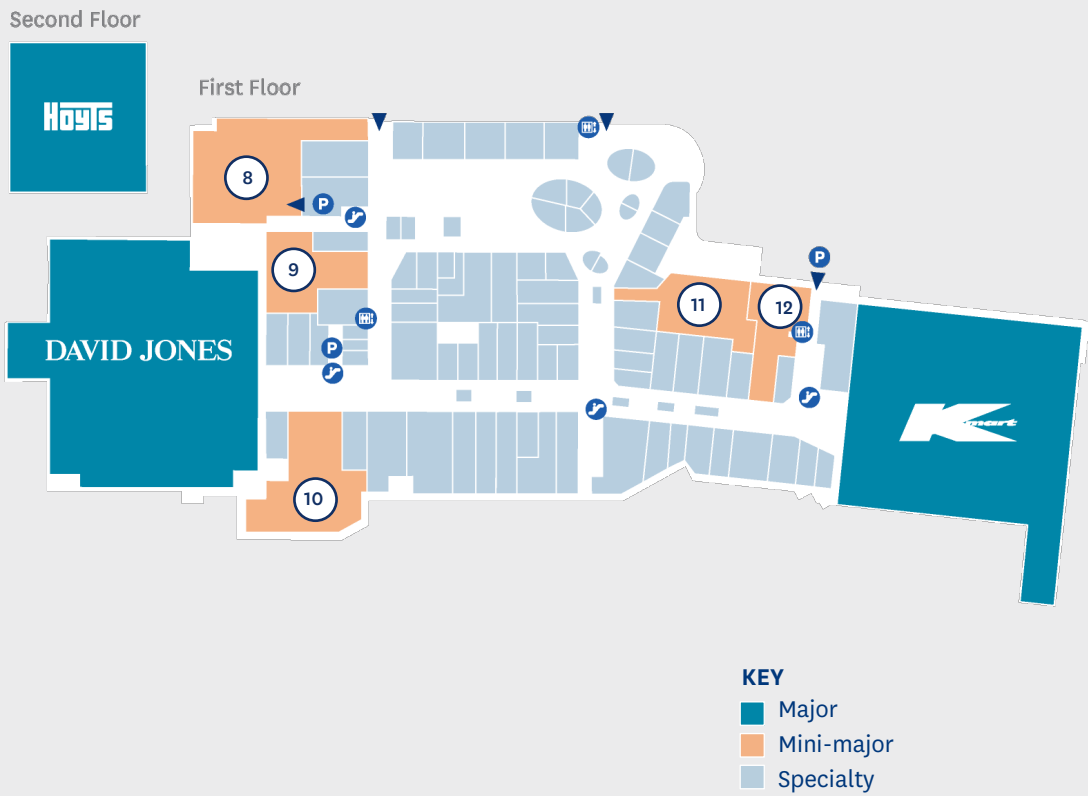 Second Floor
HOYTS
First Floor
8
P
9
P
11
12
P
DAVID JONES
P
Kmart
10
KEY
Major
Mini-major
Specialty